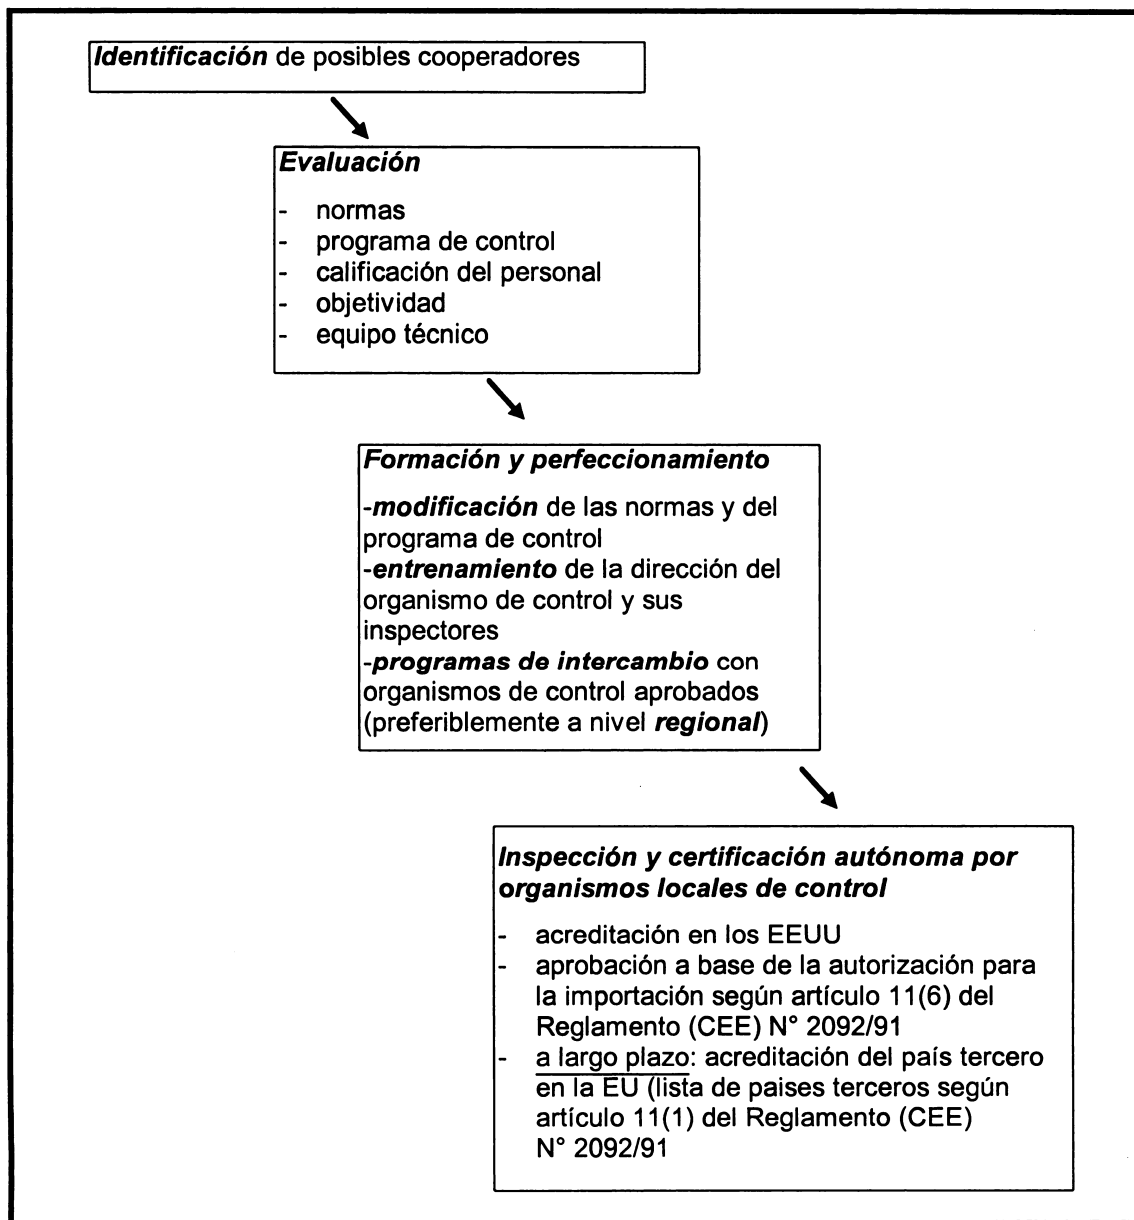 Identificación de posibles cooperadores
Evaluación
- normas
- programa de control
- calificación del personal
- objetividad
- equipo técnico
Formación y perfeccionamiento
-modificación de las normas y del
programa de control
-entrenamiento de la dirección del
organismo de control y sus
inspectores
-programas de intercambio con
organismos de control aprobados
(preferiblemente a nivel regional)
Inspección y certificación autónoma por
organismos locales de control
- acreditación en los EEUU
- aprobación a base de la autorización para
la importación según artículo 11(6) del
Reglamento (CEE) N° 2092/91
- a largo plazo: acreditación del país tercero
en la EU (lista de paises terceros según
artículo 11(1) del Reglamento (CEE)
N° 2092/91